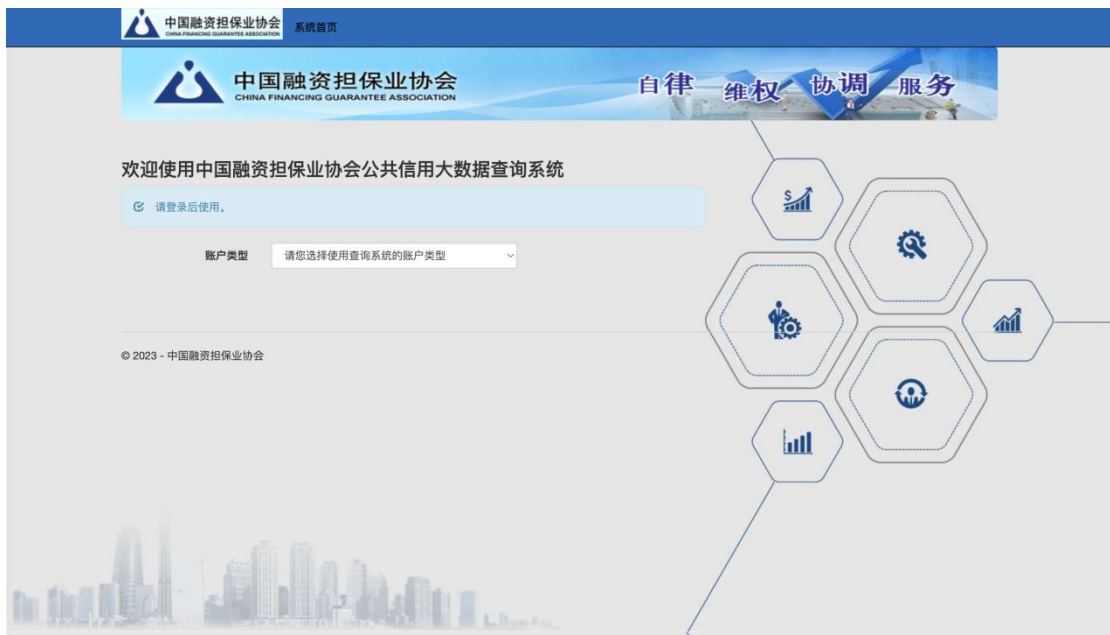 中国融资担保业协会
CHINA FINANCING GUARANTEE ASSOCIATION
系统首页
中国融资担保业协会
CHINA FINANCING GUARANTEE ASSOCIATION
自律 维权 协调 服务
欢迎使用中国融资担保业协会公共信用大数据查询系统
请登录后使用。
账户类型 请您选择使用查询系统的账户类型
© 2023 - 中国融资担保业协会